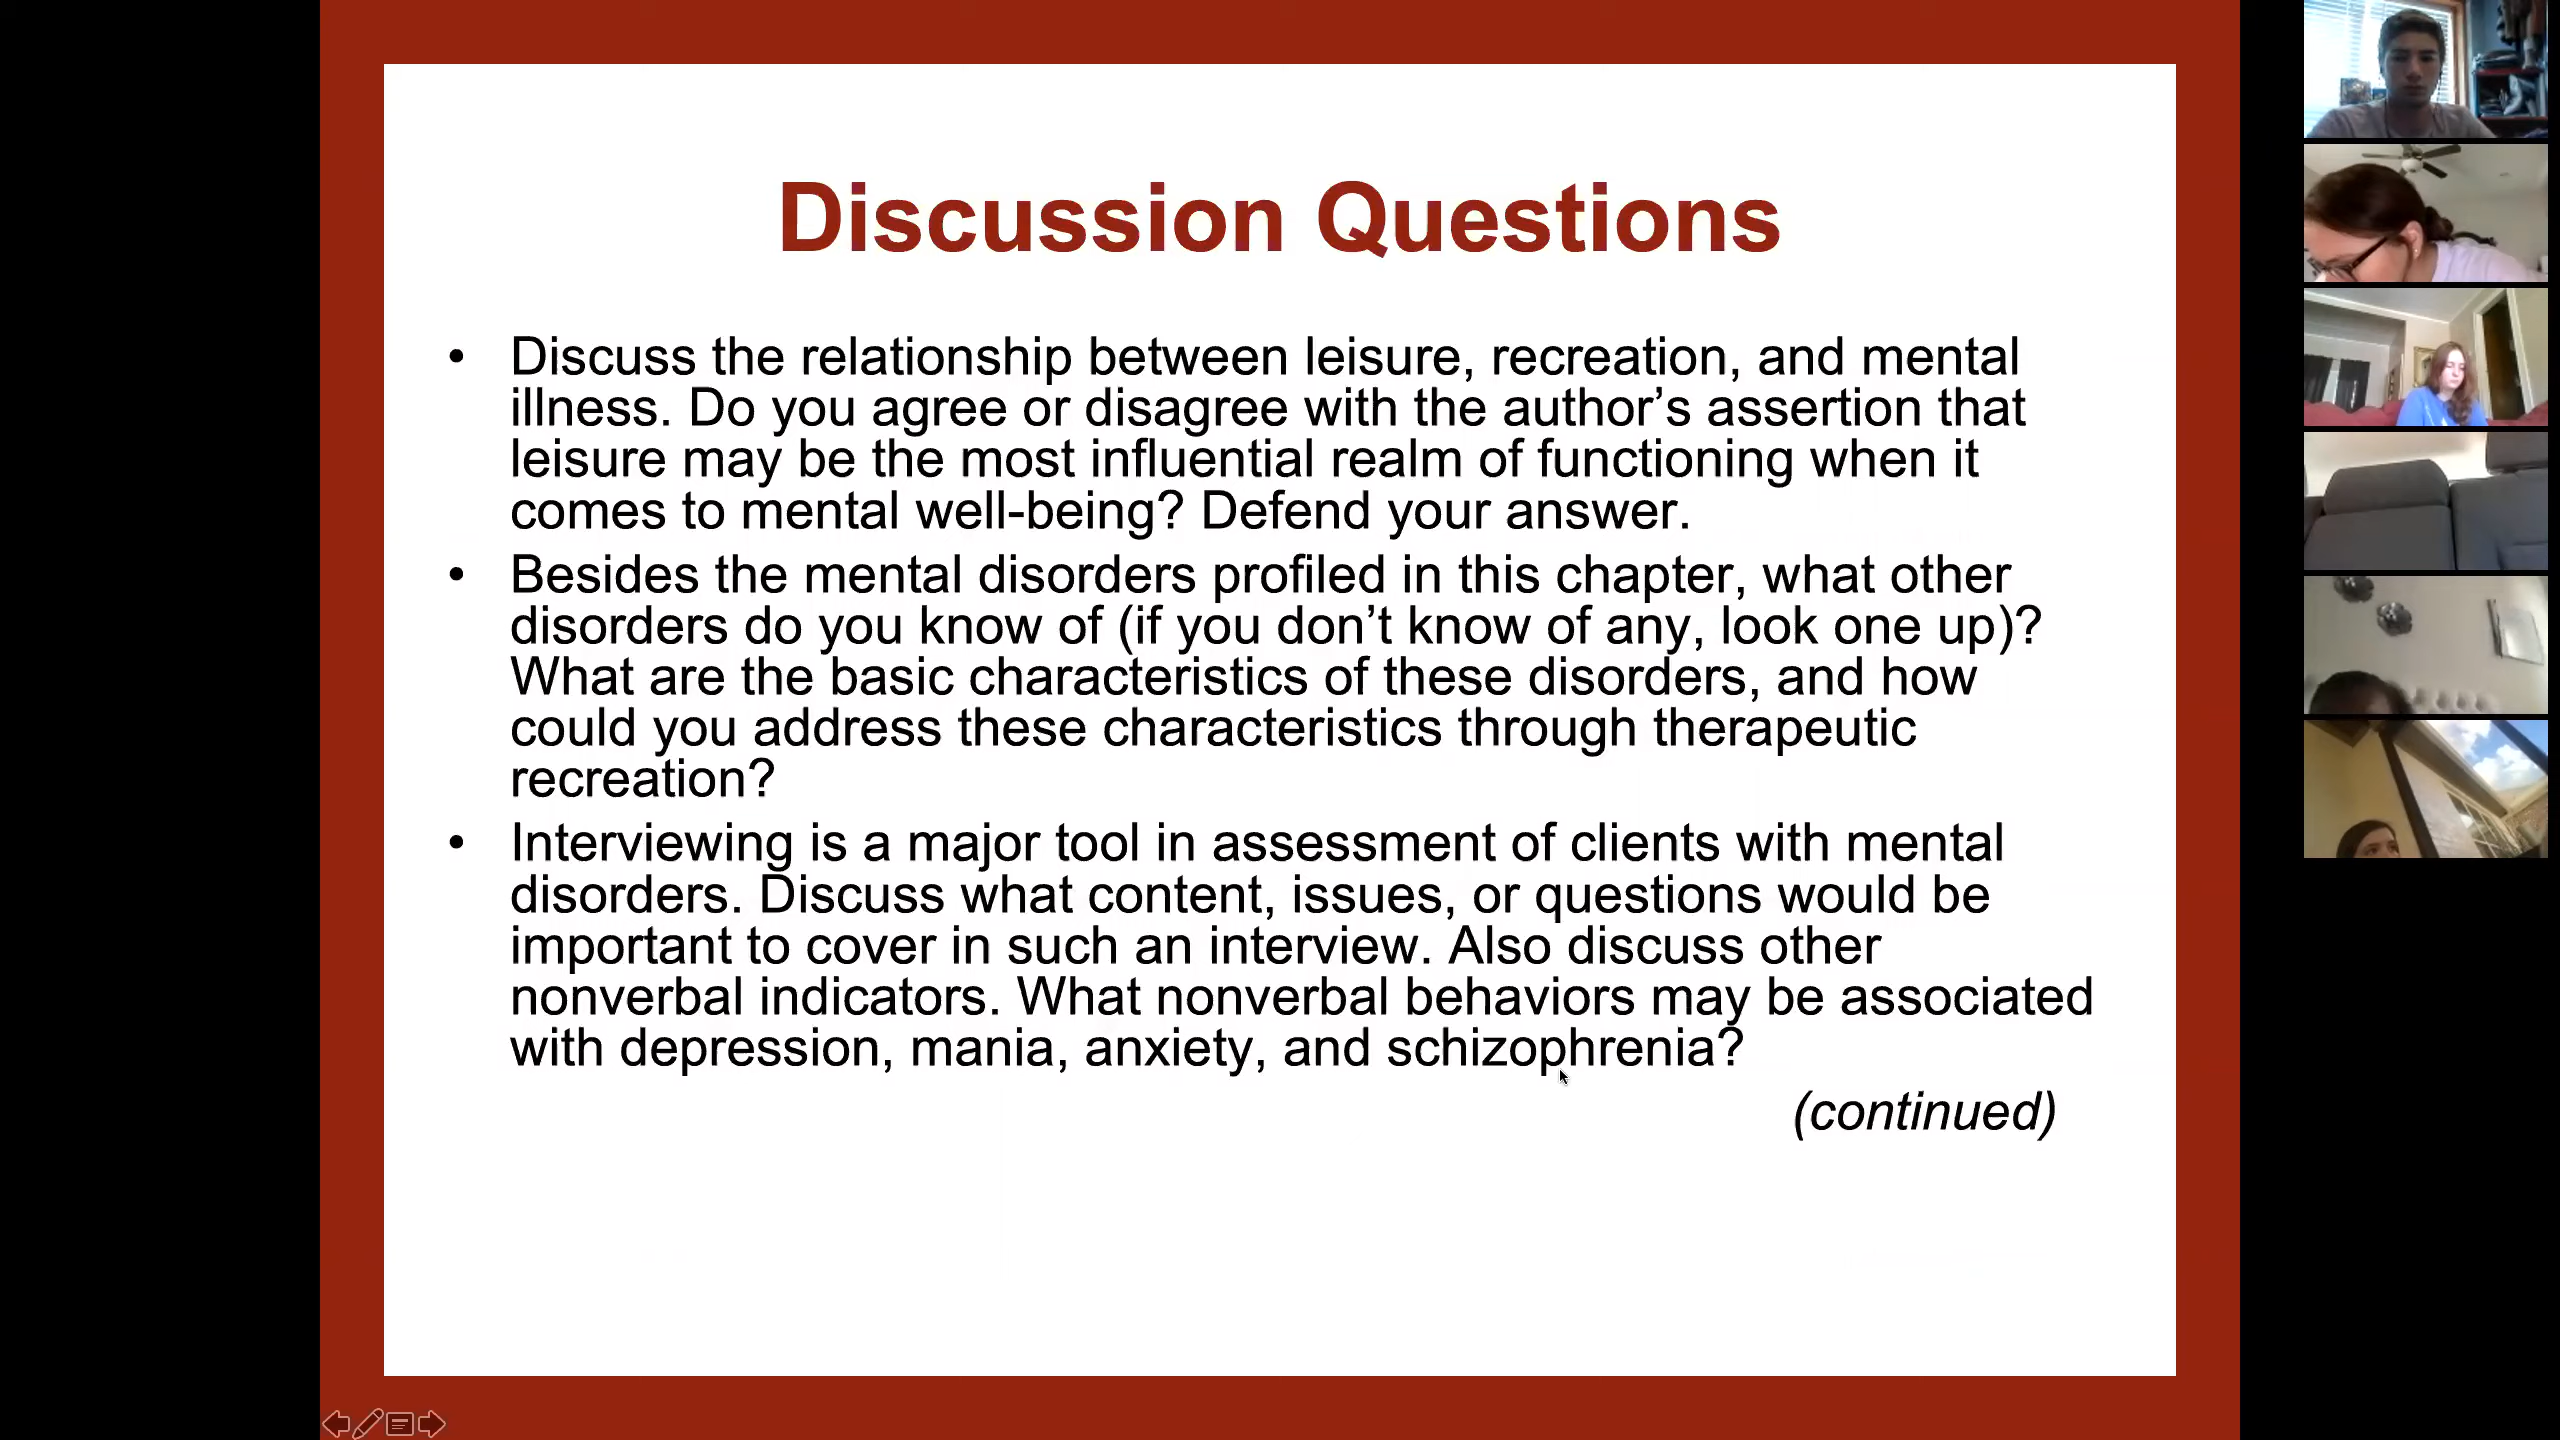 Discussion Questions
• Discuss the relationship between leisure, recreation, and mental
illness. Do you agree or disagree with the author’s assertion that
leisure may be the most influential realm of functioning when it
comes to mental well-being? Defend your answer.
• Besides the mental disorders profiled in this chapter, what other
disorders do you know of (if you don’t know of any, look one up)?
What are the basic characteristics of these disorders, and how
could you address these characteristics through therapeutic
recreation?
• Interviewing is a major tool in assessment of clients with mental
disorders. Discuss what content, issues, or questions would be
important to cover in such an interview. Also discuss other
nonverbal indicators. What nonverbal behaviors may be associated
with depression, mania, anxiety, and schizophrenia?
(continued)